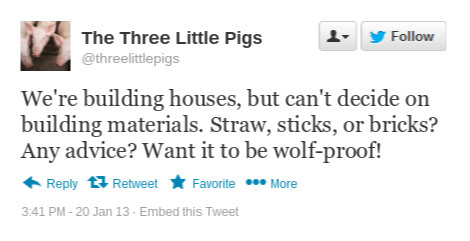 The Three Little Pigs
@threelittlepigs
Follow
We're building houses, but can't decide on
building materials. Straw, sticks, or bricks?
Any advice? Want it to be wolf-proof!
Reply Retweet Favorite More
3:41 PM - 20 Jan 13 · Embed this Tweet